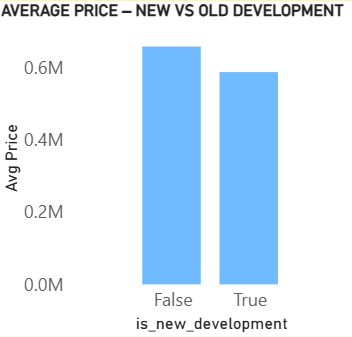 AVERAGE PRICE – NEW VS OLD DEVELOPMENT
0.6M
0.4M
0.2M
0.0M
Avg Price
False True
is_new_development